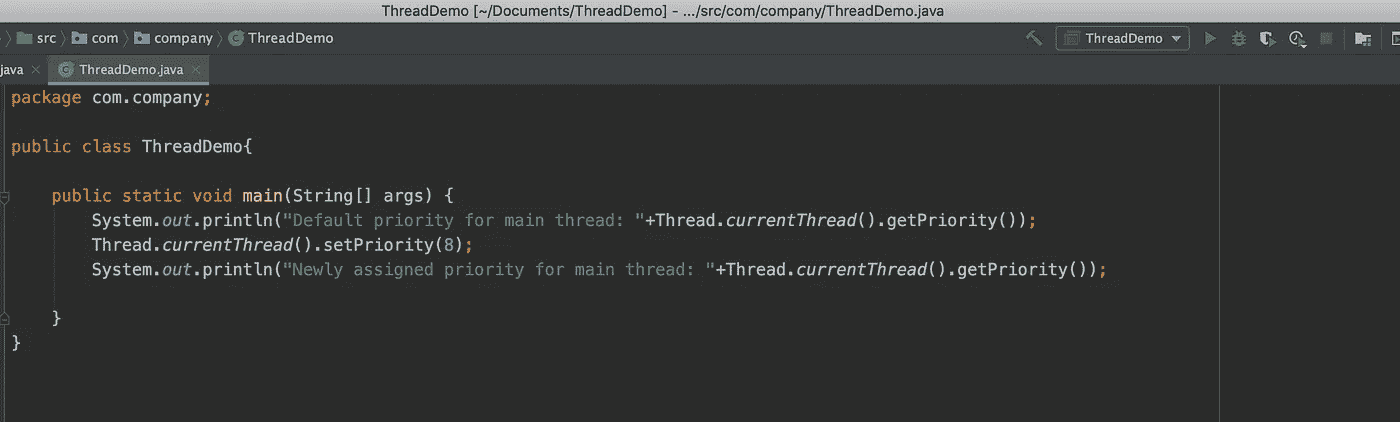 ThreadDemo [~/Documents/ThreadDemo] - .../src/com/company/ThreadDemo.java
src com company ThreadDemo ThreadDemo
java ThreadDemo.java
package com.company;
public class ThreadDemo{
public static void main(String[] args) {
System.out.println("Default priority for main thread: "+Thread.currentThread().getPriority());
Thread.currentThread().setPriority(8);
System.out.println("Newly assigned priority for main thread: "+Thread.currentThread().getPriority());
}
}